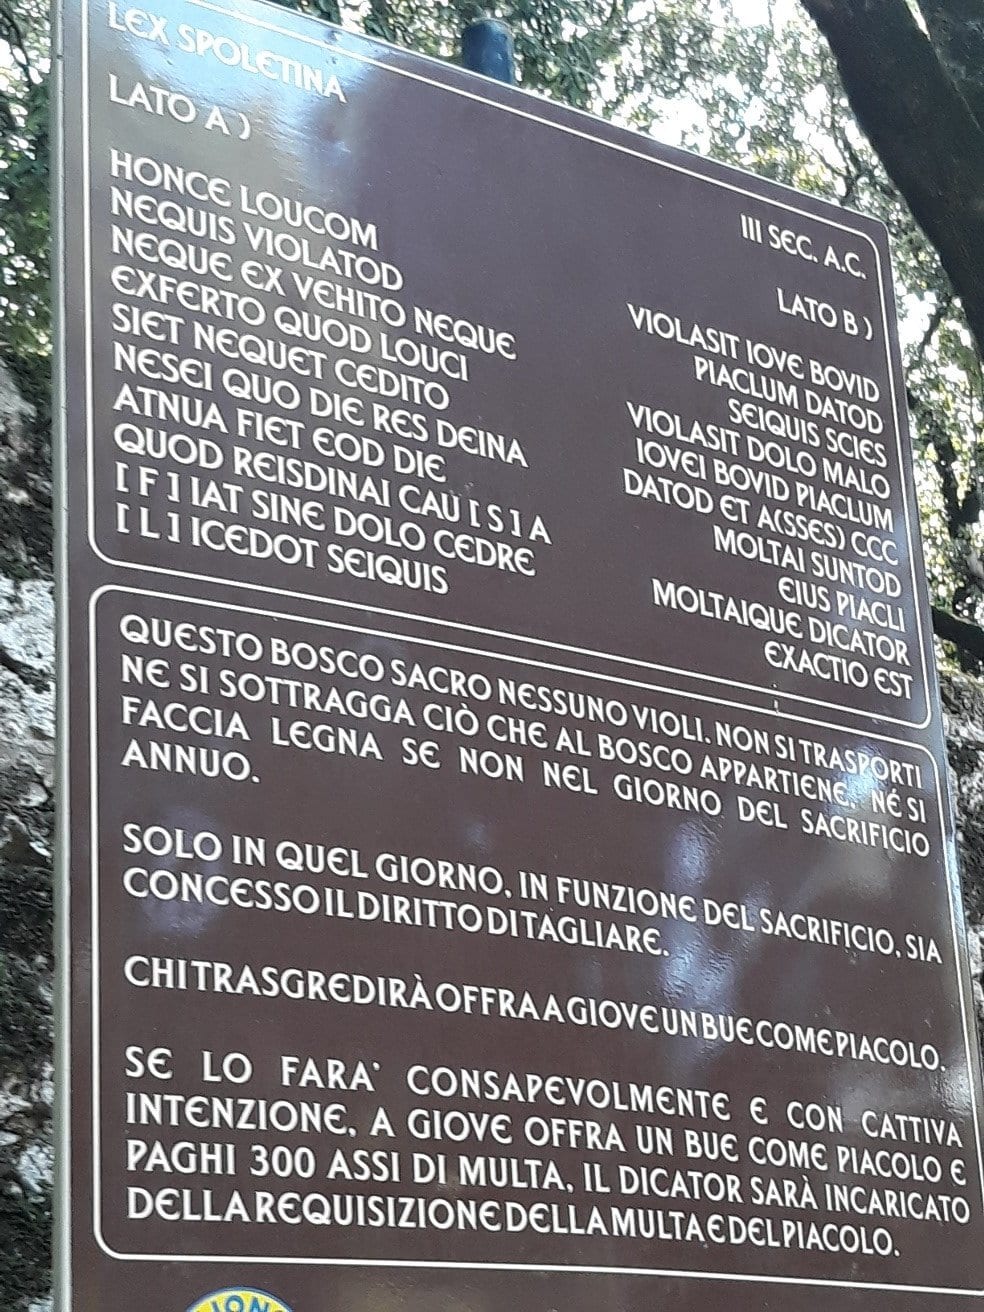 LEX SPOLETINA
III SEC. A.C.
LATO A )
HONCE LOUCOM
NEQUIS VIOLATOD
NEQUE EX VEHITO NEQUE
EXFERTO QUOD LOUCI
SIET NEQUET CEDITO
NESEI QUO DIE RES DEINA
ATNUA FIET EOD DIE
QUOD REISDINAI CAU [ S ] A
[ F ] IAT SINE DOLO CEDRE
[ L ] ICEDOT SEIQUIS
LATO B )
VIOLASIT IOVE BOVID
PIACLUM DATOD
SEIQUIS SCIES
VIOLASIT DOLO MALO
IOVEI BOVID PIACLUM
DATOD ET A(SSES) CCC
MOLTAI SUNTOD
EIUS PIACLI
MOLTAIQUE DICATOR
EXACTIO EST
QUESTO BOSCO SACRO NESSUNO VIOLI. NON SI TRASPORTI
NE SI SOTTRAGGA CIÒ CHE AL BOSCO APPARTIENE, NÉ SI
FACCIA LEGNA SE NON NEL GIORNO DEL SACRIFICIO
ANNUO.
SOLO IN QUEL GIORNO, IN FUNZIONE DEL SACRIFICIO, SIA
CONCESSO IL DIRITTO DI TAGLIARE.
CHI TRASGREDIRÀ OFFRA A GIOVE UN BUE COME PIACOLO.
SE LO FARA' CONSAPEVOLMENTE E CON CATTIVA
INTENZIONE, A GIOVE OFFRA UN BUE COME PIACOLO E
PAGHI 300 ASSI DI MULTA, IL DICATOR SARÀ INCARICATO
DELLA REQUISIZIONE DELLA MULTA E DEL PIACOLO.